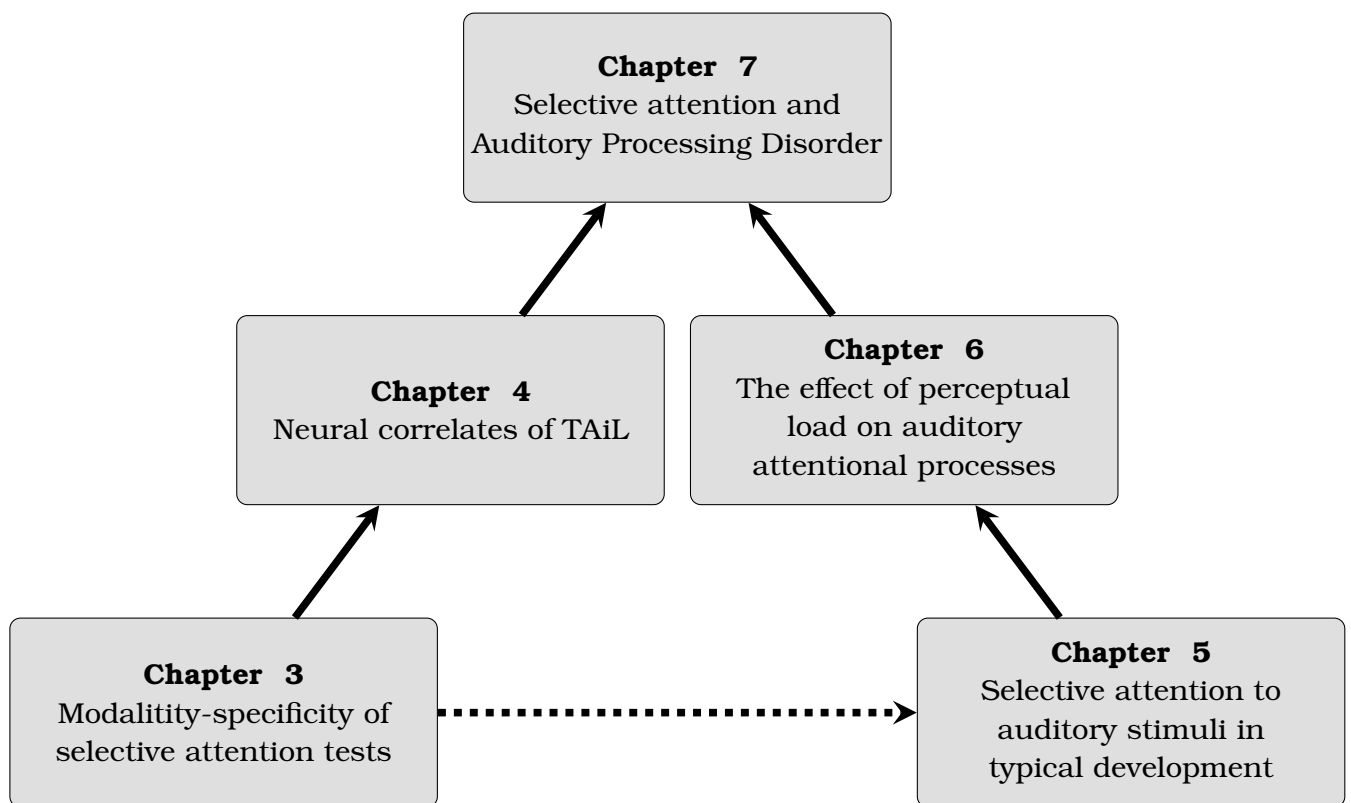 Chapter 7
Selective attention and
Auditory Processing Disorder
Chapter 4
Neural correlates of TAiL
Chapter 6
The effect of perceptual
load on auditory
attentional processes
Chapter 3
Modalitity-specificity of
selective attention tests
Chapter 5
Selective attention to
auditory stimuli in
typical development